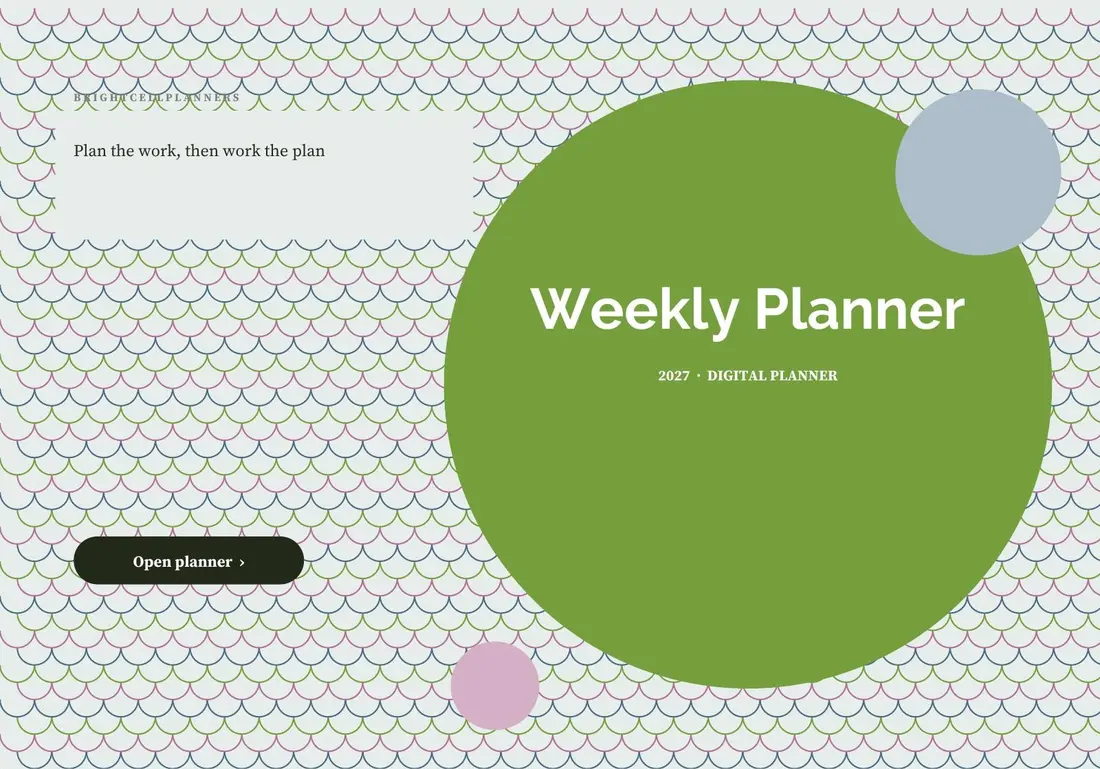 BRIGHTCELLPLANNERS
Plan the work, then work the plan
Weekly Planner
2027 · DIGITAL PLANNER
Open planner ›